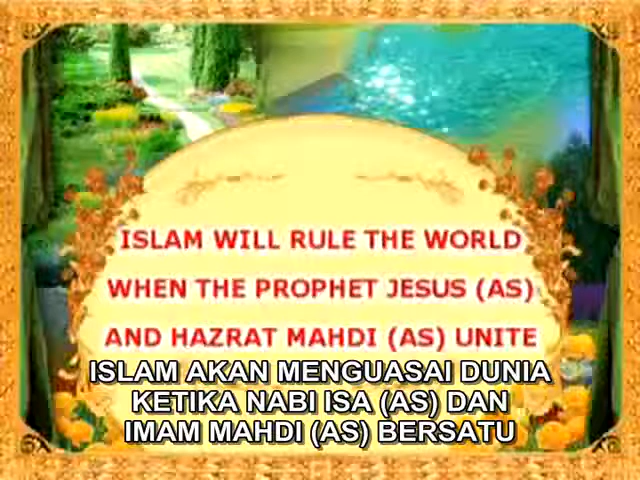 ISLAM WILL RULE THE WORLD
WHEN THE PROPHET JESUS (AS)
AND HAZRAT MAHDI (AS) UNITE
ISLAM AKAN MENGUASAI DUNIA
KETIKA NABI ISA (AS) DAN
IMAM MAHDI (AS) BERSATU